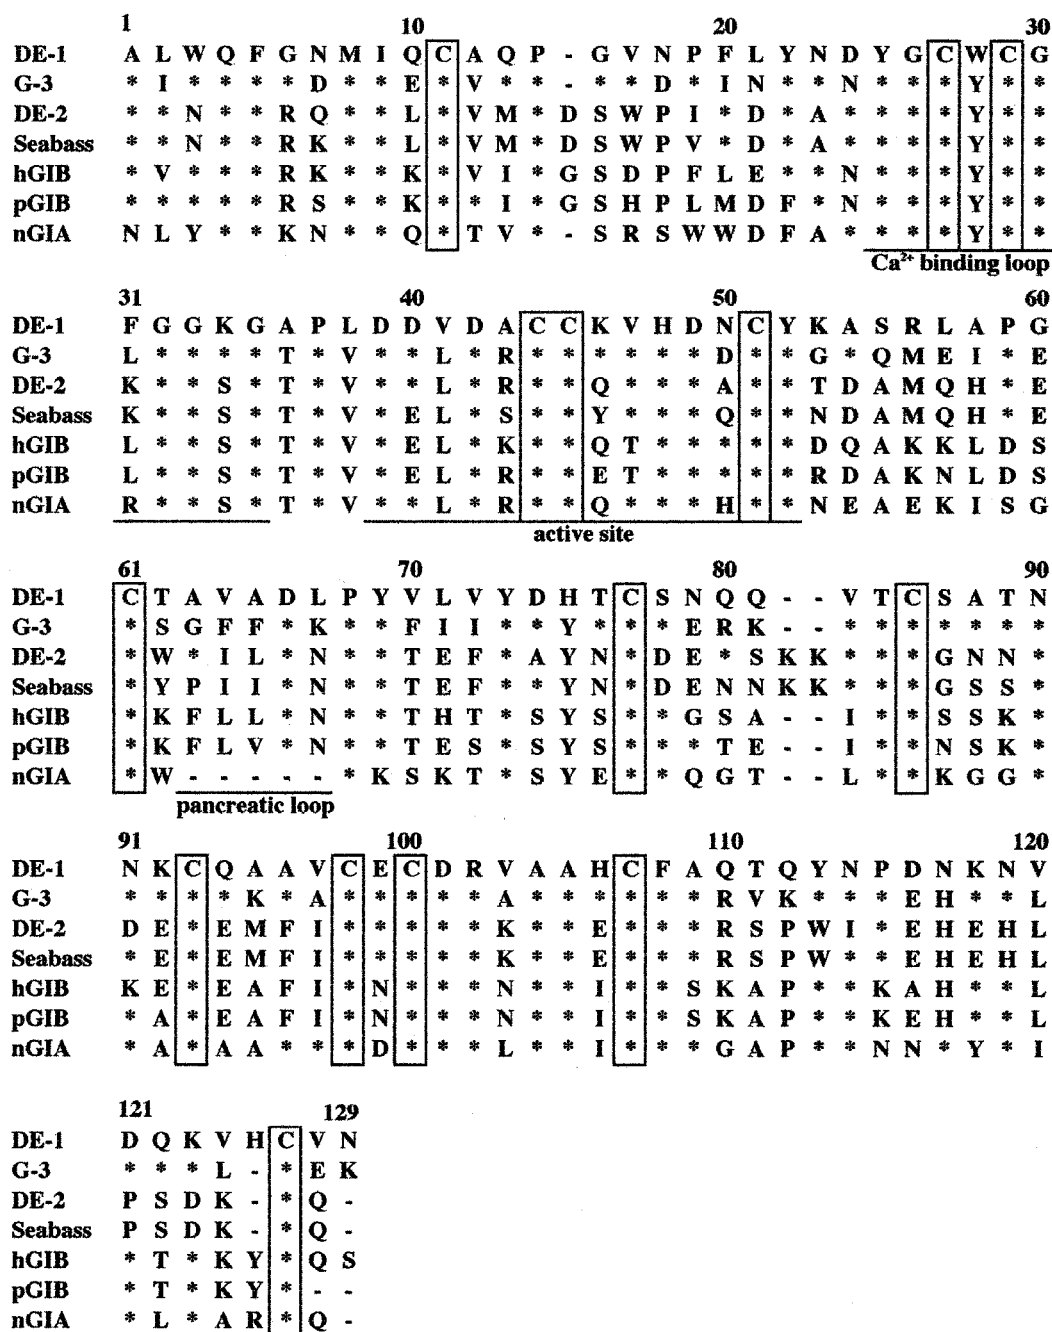 1 10 20 30
DE-1 A L W Q F G N M I Q C A Q P - G V N P F L Y N D Y G C W C G
G-3 * I * * * * D * * E * V * * - * * D * I N * * N * * * Y * *
DE-2 * * N * * R Q * * L * V M * D S W P I * D * A * * * * Y * *
Seabass * * N * * R K * * L * V M * D S W P V * D * A * * * * Y * *
hGIB * V * * * R K * * K * V I * G S D P F L E * * N * * * Y * *
pGIB * * * * * R S * * K * * I * G S H P L M D F * N * * * Y * *
nGIA N L Y * * K N * * Q * T V * - S R S W W D F A * * * * Y * *
Ca²⁺ binding loop
31 40 50 60
DE-1 F G G K G A P L D D V D A C C K V H D N C Y K A S R L A P G
G-3 L * * * * T * V * * L * R * * * * * * D * * G * Q M E I * E
DE-2 K * * S * T * V * * L * R * * Q * * * A * * T D A M Q H * E
Seabass K * * S * T * V * E L * S * * Y * * * Q * * N D A M Q H * E
hGIB L * * S * T * V * E L * K * * Q T * * * * * D Q A K K L D S
pGIB L * * S * T * V * E L * R * * E T * * * * * R D A K N L D S
nGIA R * * S * T * V * * L * R * * Q * * * H * * N E A E K I S G
active site
61 70 80 90
DE-1 C T A V A D L P Y V L V Y D H T C S N Q Q - - V T C S A T N
G-3 * S G F F * K * * F I I * * Y * * * E R K - - * * * * * * *
DE-2 * W * I L * N * * T E F * A Y N * D E * S K K * * * G N N *
Seabass * Y P I I * N * * T E F * * Y N * D E N N K K * * * G S S *
hGIB * K F L L * N * * T H T * S Y S * * G S A - - I * * S S K *
pGIB * K F L V * N * * T E S * S Y S * * * T E - - I * * N S K *
nGIA * W - - - - - * K S K T * S Y E * * Q G T - - L * * K G G *
pancreatic loop
91 100 110 120
DE-1 N K C Q A A V C E C D R V A A H C F A Q T Q Y N P D N K N V
G-3 * * * * K * A * * * * * A * * * * * * R V K * * * E H * * L
DE-2 D E * E M F I * * * * * K * * E * * * R S P W I * E H E H L
Seabass * E * E M F I * * * * * K * * E * * * R S P W * * E H E H L
hGIB K E * E A F I * N * * * N * * I * * S K A P * * K A H * * L
pGIB * A * E A F I * N * * * N * * I * * S K A P * * K E H * * L
nGIA * A * A A * * * D * * * L * * I * * * G A P * * N N * Y * I
121 129
DE-1 D Q K V H C V N
G-3 * * * L - * E K
DE-2 P S D K - * Q -
Seabass P S D K - * Q -
hGIB * T * K Y * Q S
pGIB * T * K Y * - -
nGIA * L * A R * Q -